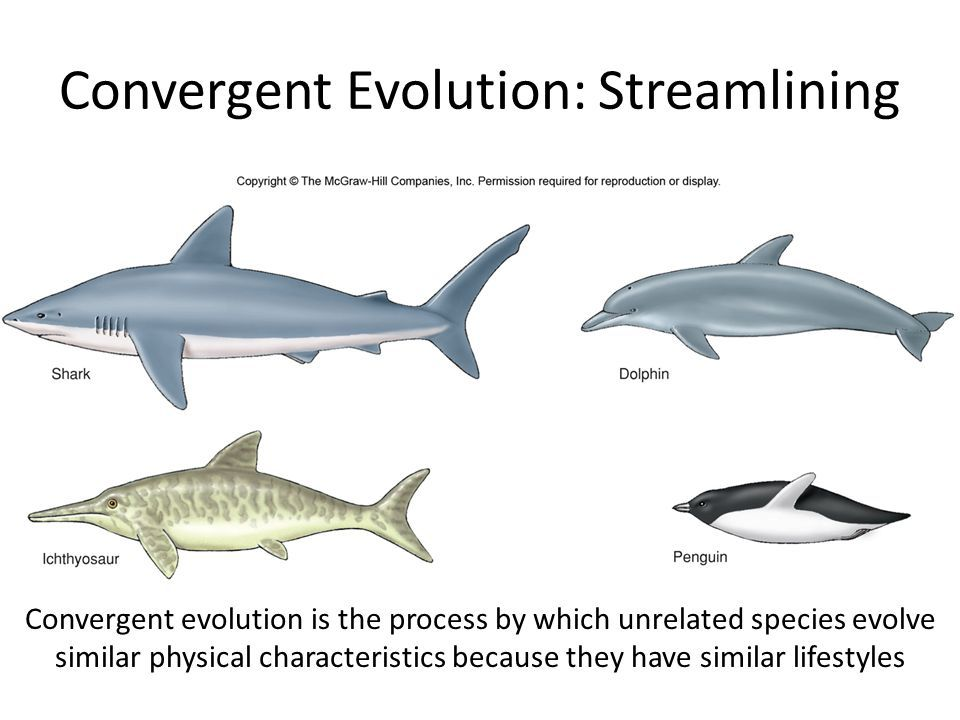 Convergent Evolution: Streamlining
Copyright © The McGraw-Hill Companies, Inc. Permission required for reproduction or display.
Shark
Dolphin
Ichthyosaur
Penguin
Convergent evolution is the process by which unrelated species evolve
similar physical characteristics because they have similar lifestyles